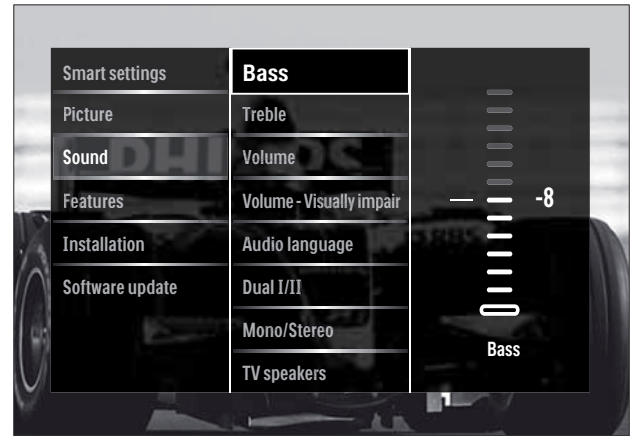 Smart settings
Picture
Sound
Features
Installation
Software update
Bass
Treble
Volume
Volume - Visually impair
Audio language
Dual I/II
Mono/Stereo
TV speakers
-8
Bass
PHILIPS